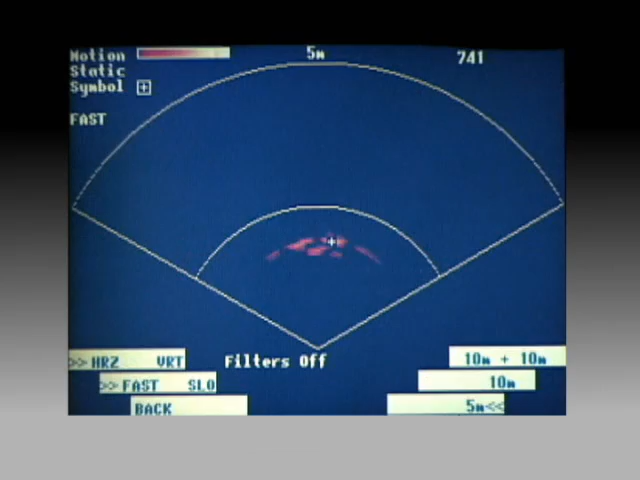 Motion
5m
741
Static
Symbol
FAST
Filters Off
>> HRZ VRT
10m + 10m
>> FAST SLO
10m
BACK
5m<<